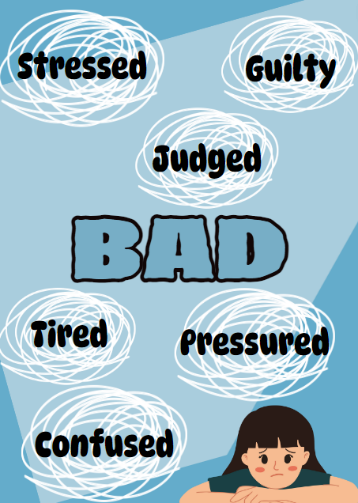 Stressed
Guilty
Judged
BAD
Tired
Pressured
Confused